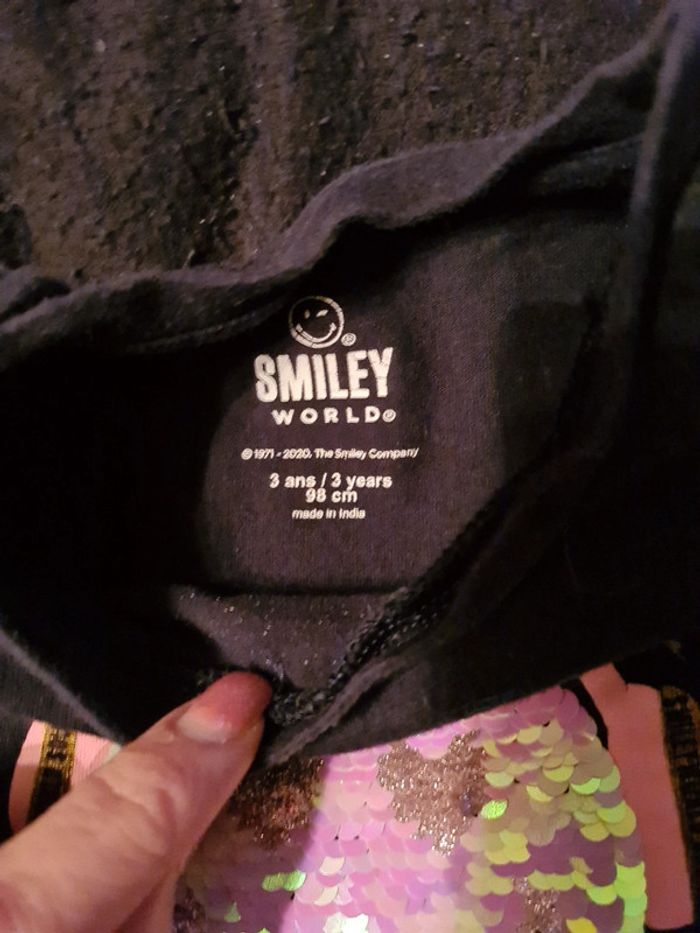 SMILEY
WORLD®
© 1971 - 2020. The Smiley Company
3 ans / 3 years
98 cm
made in India